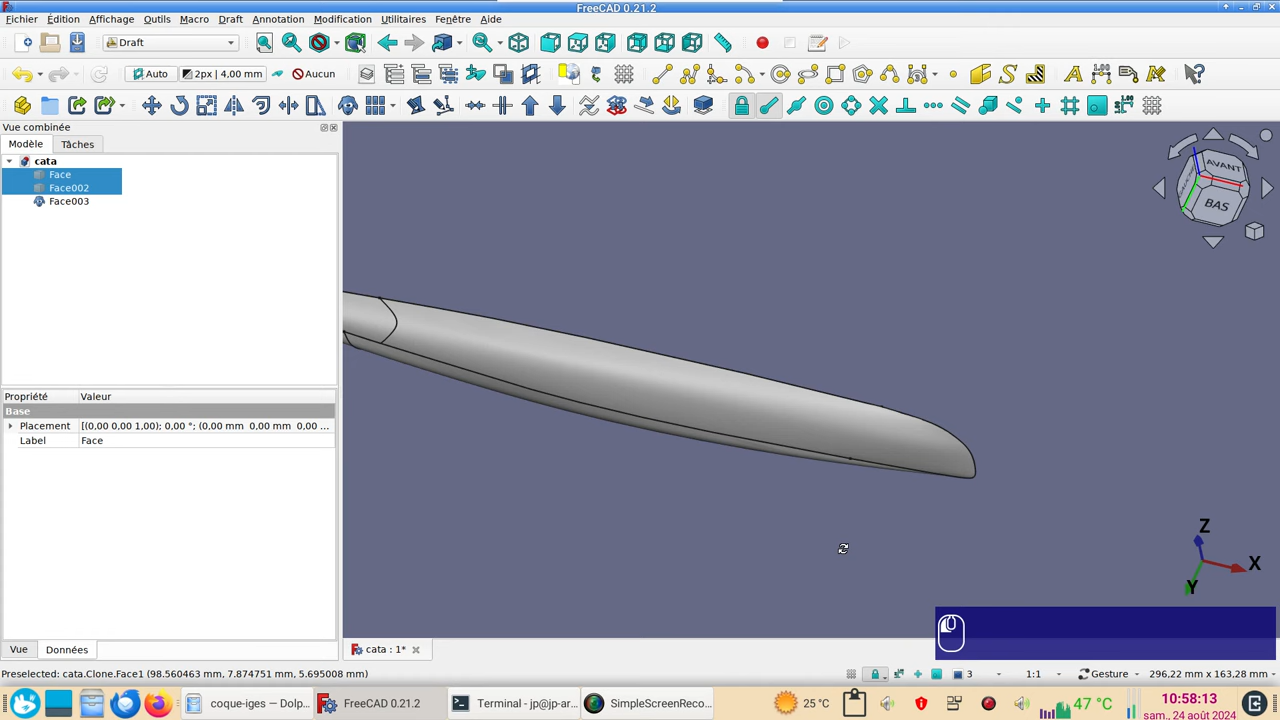 FreeCAD 0.21.2
Fichier Édition Affichage Outils Macro Draft Annotation Modification Utilitaires Fenêtre Aide
Draft
Auto 2px | 4,00 mm Aucun
Vue combinée
Modèle Tâches
cata
Face
Face002
Face003
AVANT
BAS
Propriété Valeur
Base
Placement [(0,00 0,00 1,00); 0,00 °; (0,00 mm 0,00 mm 0,00 ...
Label Face
Z
X
Y
Vue Données
cata : 1*
Preselected: cata.Clone.Face1 (98.560463 mm, 7.874751 mm, 5.695008 mm)
3 1:1 Gesture 296,22 mm x 163,28 mm
coque-iges — Dolp... FreeCAD 0.21.2 Terminal - jp@jp-ar... SimpleScreenReco... 25 °C 47 °C 10:58:13
sam., 24 août 2024